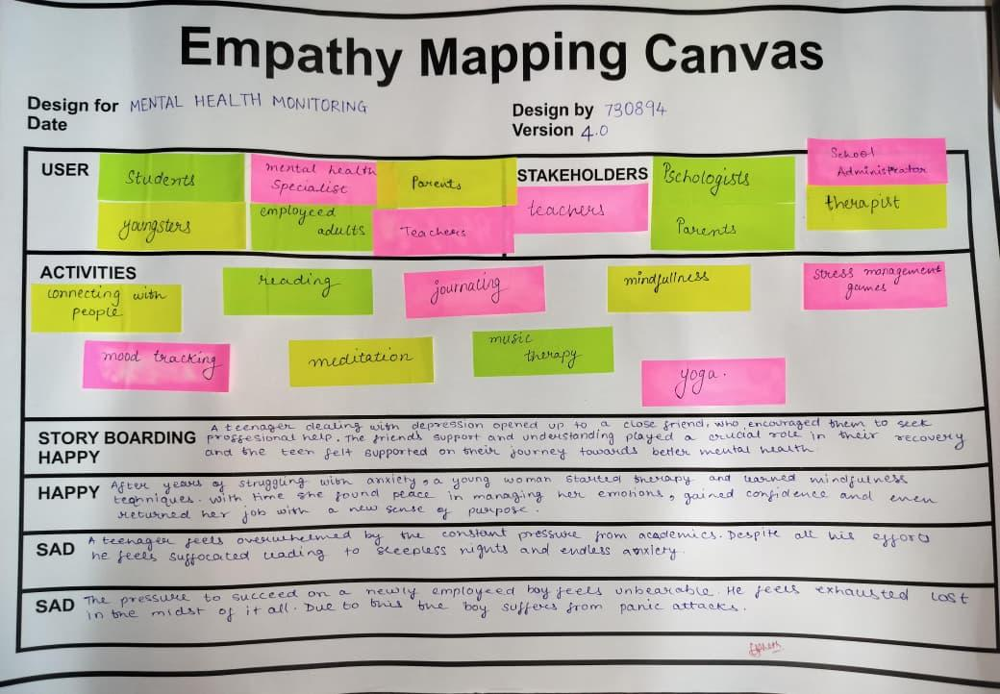 Empathy Mapping Canvas
Design for MENTAL HEALTH MONITORING
Date
Design by 730894
Version 4.0
USER
Students
mental health
Specialist
Parents
youngsters
employeed
adults
Teachers
STAKEHOLDERS
teachers
Pschologists
Parents
School
Administrator
therapist
ACTIVITIES
connecting with
people
reading
journaling
mindfullness
stress management
games
mood tracking
meditation
music
therapy
yoga.
STORY BOARDING
HAPPY
A teenager dealing with depression opened up to a close friend, who encouraged them to seek
proffesional help. The friends support and understanding played a crucial role in their recovery
and the teen felt supported on their journey towards better mental health.
HAPPY
After years of struggling with anxiety, a young woman started therapy and learned mindfulness
techniques. With time she found peace in managing her emotions, gained confidence and even
returned her job with a new sense of purpose.
SAD
A teenager feels overwhelmed by the constant pressure from academics. Despite all his efforts
he feels suffocated leading to sleepless nights and endless anxiety.
SAD
The pressure to succeed on a newly employeed boy feels unbearable. He feels exhausted lost
in the midst of it all. Due to this the boy suffers from panic attacks.